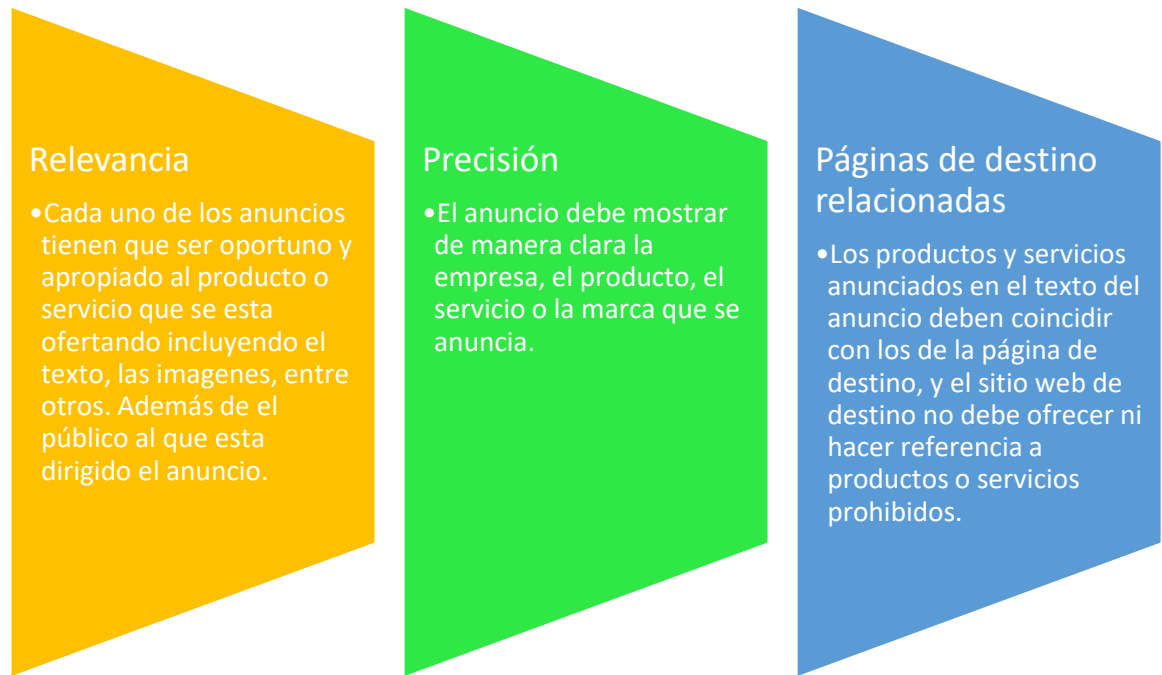 Relevancia
•Cada uno de los anuncios
tienen que ser oportuno y
apropiado al producto o
servicio que se esta
ofertando incluyendo el
texto, las imagenes, entre
otros. Además de el
público al que esta
dirigido el anuncio.
Precisión
•El anuncio debe mostrar
de manera clara la
empresa, el producto, el
servicio o la marca que se
anuncia.
Páginas de destino
relacionadas
•Los productos y servicios
anunciados en el texto del
anuncio deben coincidir
con los de la página de
destino, y el sitio web de
destino no debe ofrecer ni
hacer referencia a
productos o servicios
prohibidos.